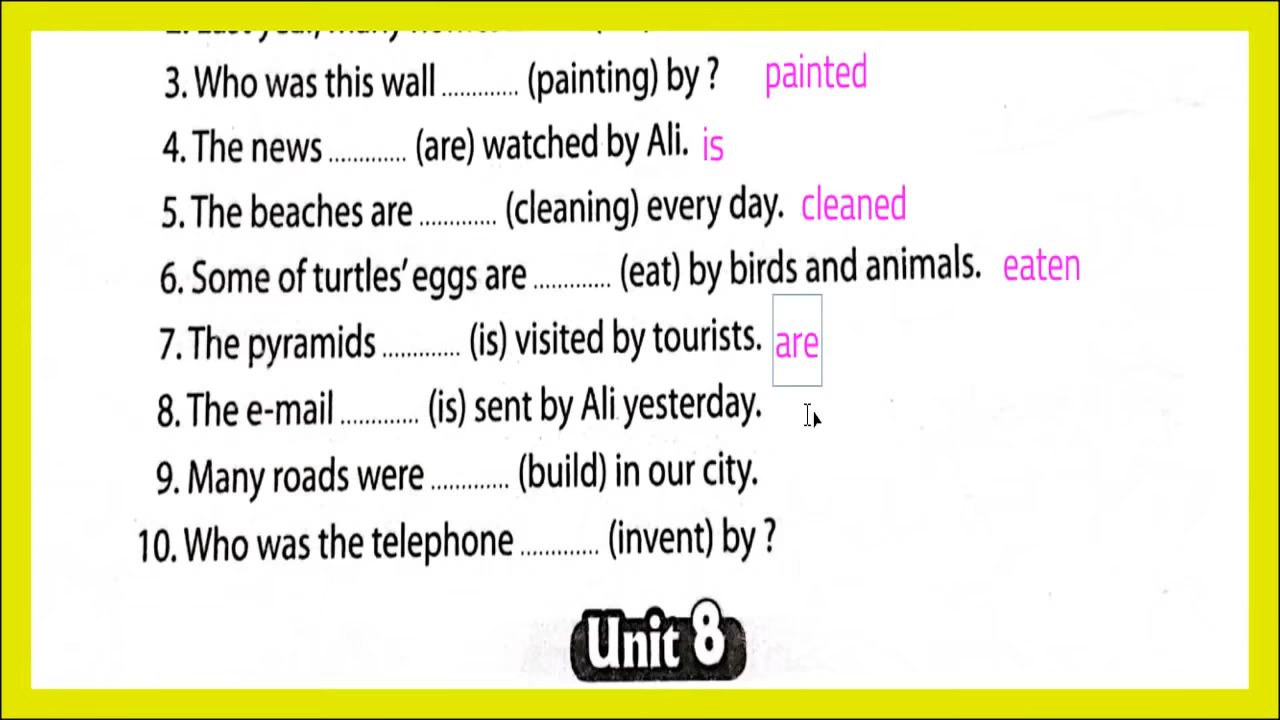 3. Who was this wall ............. (painting) by ? painted
4. The news ............. (are) watched by Ali. is
5. The beaches are ............. (cleaning) every day. cleaned
6. Some of turtles' eggs are ............. (eat) by birds and animals. eaten
7. The pyramids ............. (is) visited by tourists. are
8. The e-mail ............. (is) sent by Ali yesterday.
9. Many roads were ............. (build) in our city.
10. Who was the telephone ............. (invent) by ?
Unit 8